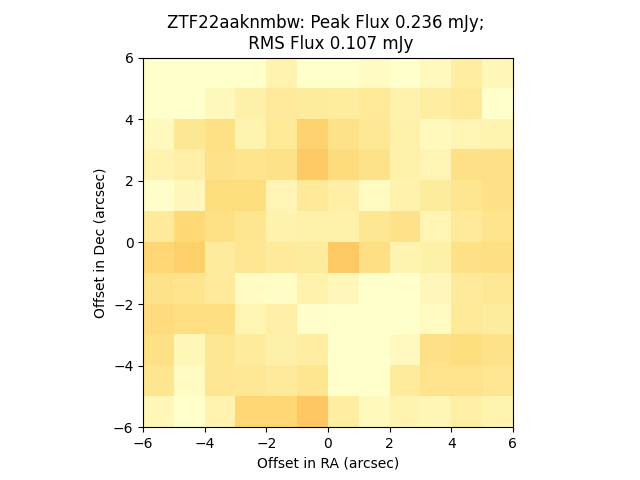 ZTF22aaknmbw: Peak Flux 0.236 mJy;
RMS Flux 0.107 mJy
6
4
2
0
−2
−4
−6
Offset in Dec (arcsec)
−6 −4 −2 0 2 4 6
Offset in RA (arcsec)